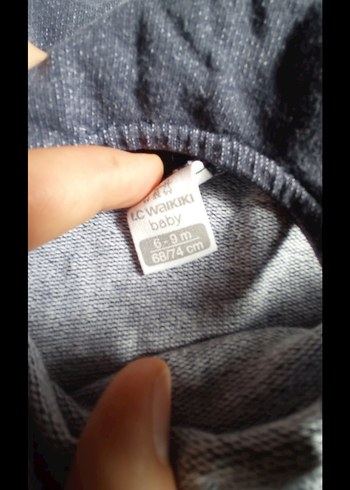 LC WAIKIKI
baby
6 - 9 m
68/74 cm